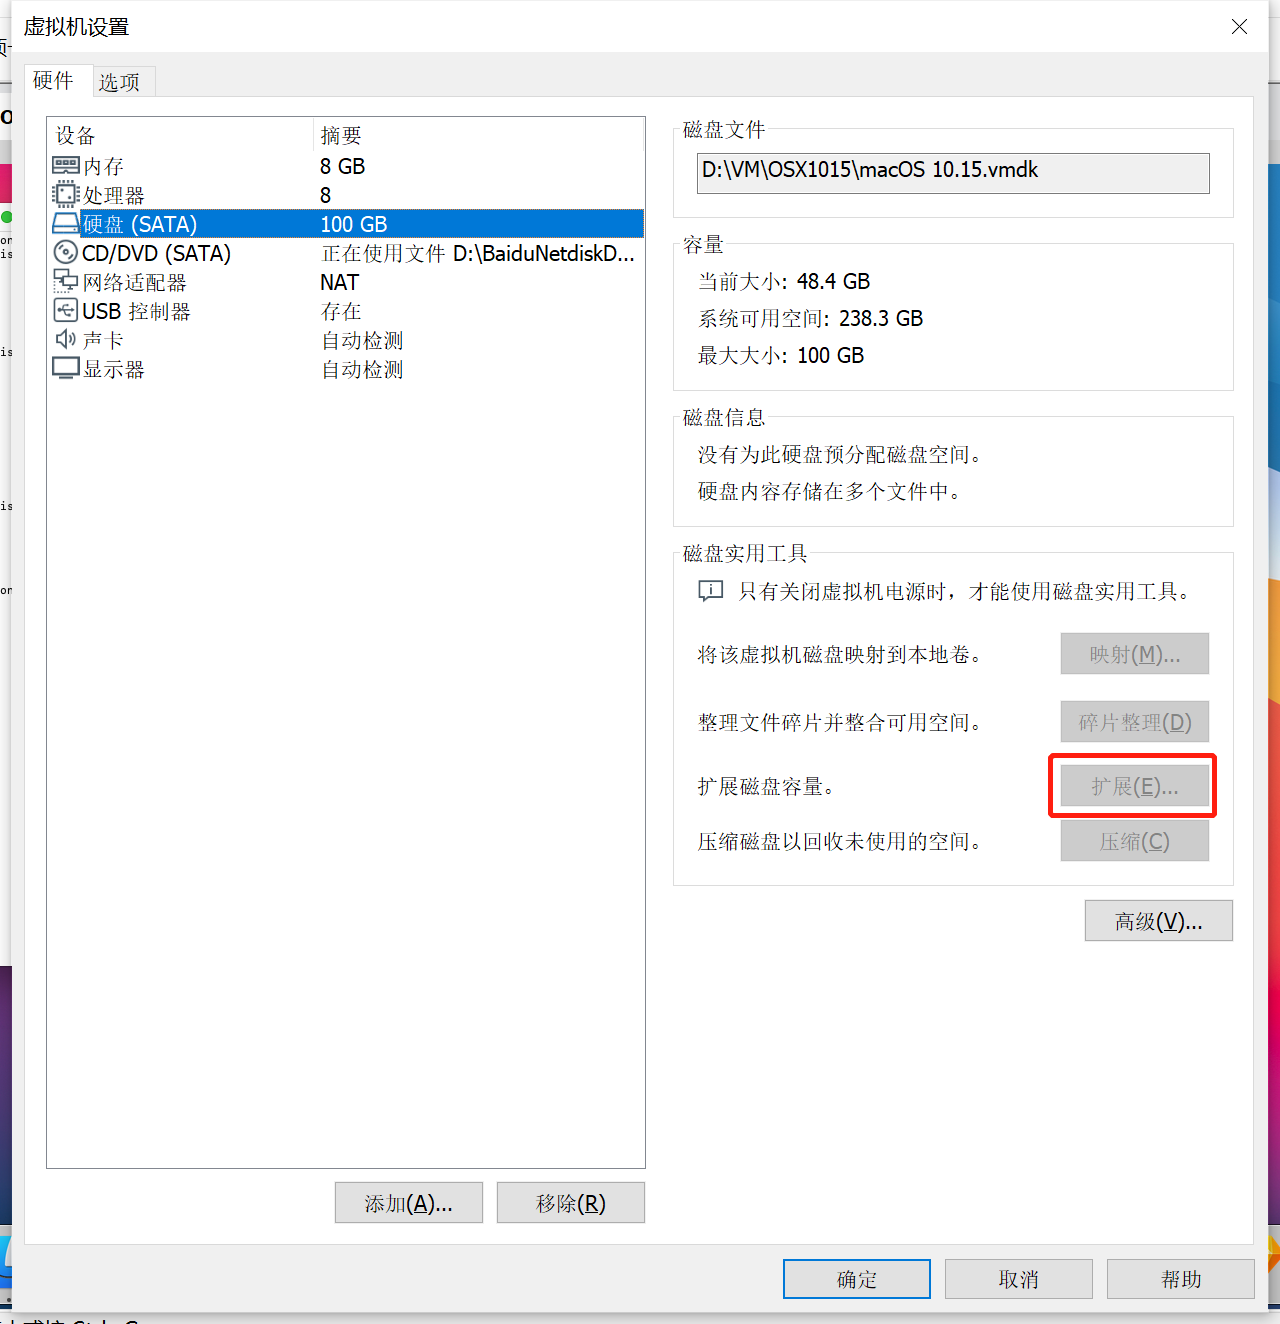 虚拟机设置
硬件 选项
设备 摘要
内存 8 GB
处理器 8
硬盘 (SATA) 100 GB
CD/DVD (SATA) 正在使用文件 D:\BaiduNetdiskD...
网络适配器 NAT
USB 控制器 存在
声卡 自动检测
显示器 自动检测
添加(A)... 移除(R)
磁盘文件
D:\VM\OSX1015\macOS 10.15.vmdk
容量
当前大小: 48.4 GB
系统可用空间: 238.3 GB
最大大小: 100 GB
磁盘信息
没有为此硬盘预分配磁盘空间。
硬盘内容存储在多个文件中。
磁盘实用工具
只有关闭虚拟机电源时，才能使用磁盘实用工具。
将该虚拟机磁盘映射到本地卷。 映射(M)...
整理文件碎片并整合可用空间。 碎片整理(D)
扩展磁盘容量。 扩展(E)...
压缩磁盘以回收未使用的空间。 压缩(C)
高级(V)...
确定 取消 帮助